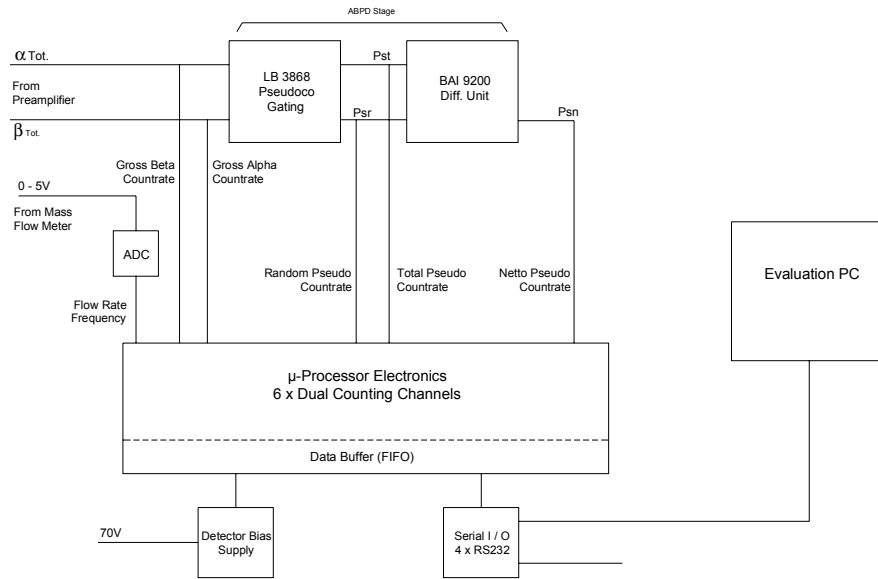 ABPD Stage
α Tot.
From
Preamplifier
β Tot.
LB 3868
Pseudoco
Gating
Pst
Psr
BAI 9200
Diff. Unit
Psn
Gross Beta
Countrate
Gross Alpha
Countrate
0 - 5V
From Mass
Flow Meter
ADC
Flow Rate
Frequency
Random Pseudo
Countrate
Total Pseudo
Countrate
Netto Pseudo
Countrate
Evaluation PC
µ-Processor Electronics
6 x Dual Counting Channels
Data Buffer (FIFO)
70V
Detector Bias
Supply
Serial I / O
4 x RS232